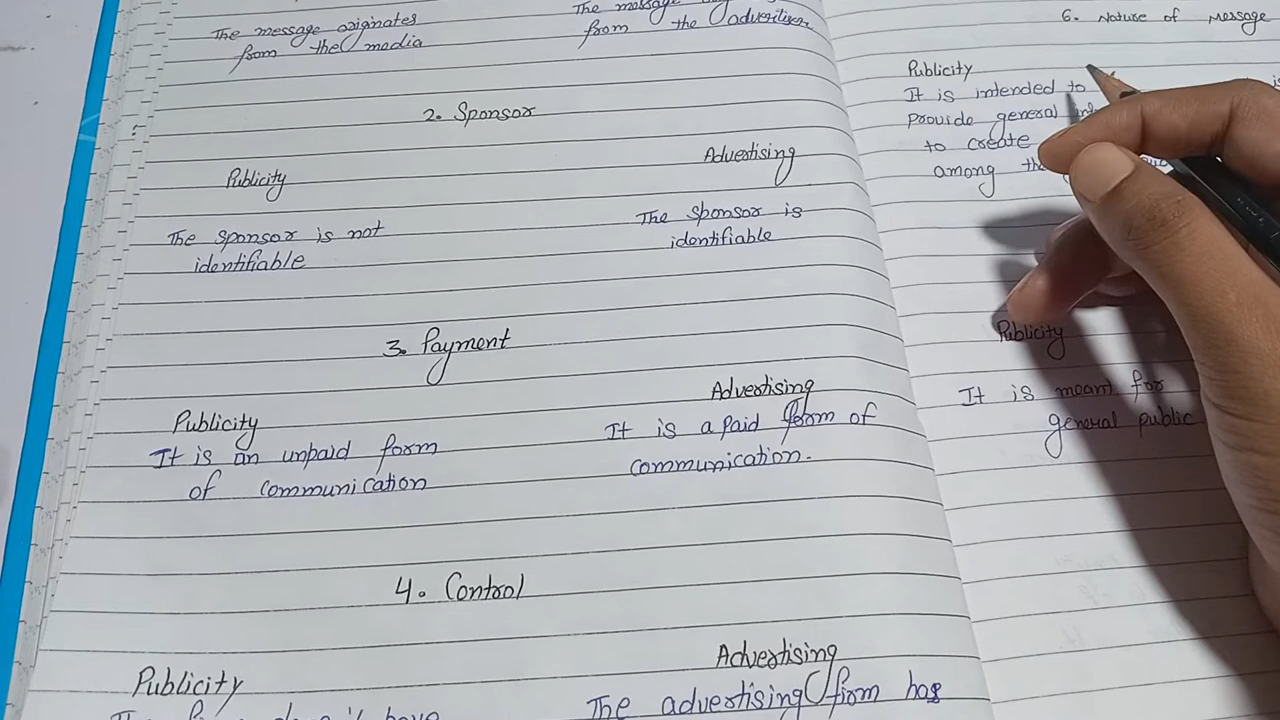 The message originates
from the media
The message
from the advertiser.
2. Sponsor
Publicity
Advertising
The sponsor is not
identifiable
The sponsor is
identifiable
3. Payment
Publicity
Advertising
It is an unpaid form
of communication
It is a paid form of
communication.
4. Control
Publicity
Advertising
The advertising firm has
6. Nature of Message
Publicity
It is intended to
provide general
to create
among the
Publicity
It is meant for
general public